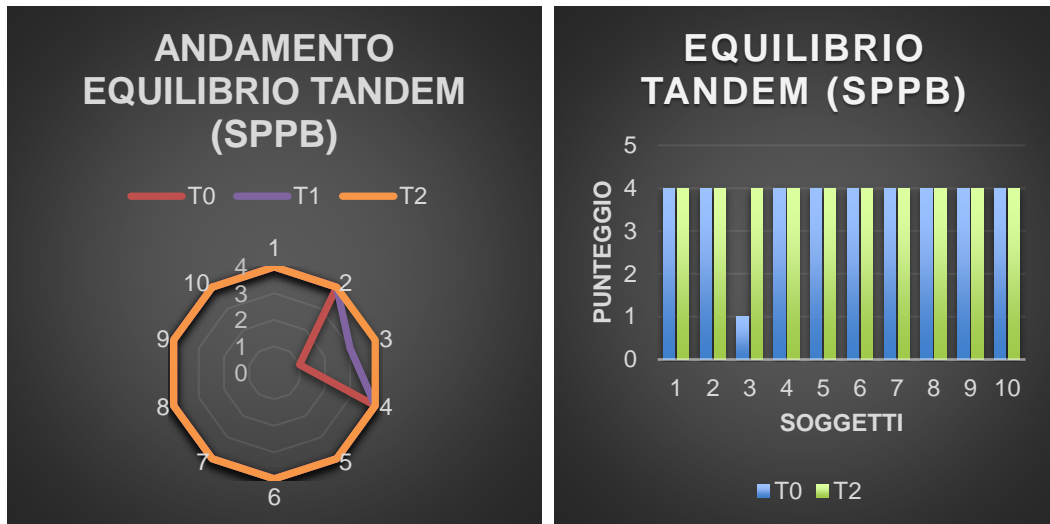 ANDAMENTO
EQUILIBRIO TANDEM
(SPPB)
T0 T1 T2
1
2
3
4
5
6
7
8
9
10
4
3
2
1
0
EQUILIBRIO
TANDEM (SPPB)
PUNTEGGIO
5
4
3
2
1
0
1 2 3 4 5 6 7 8 9 10
SOGGETTI
T0 T2